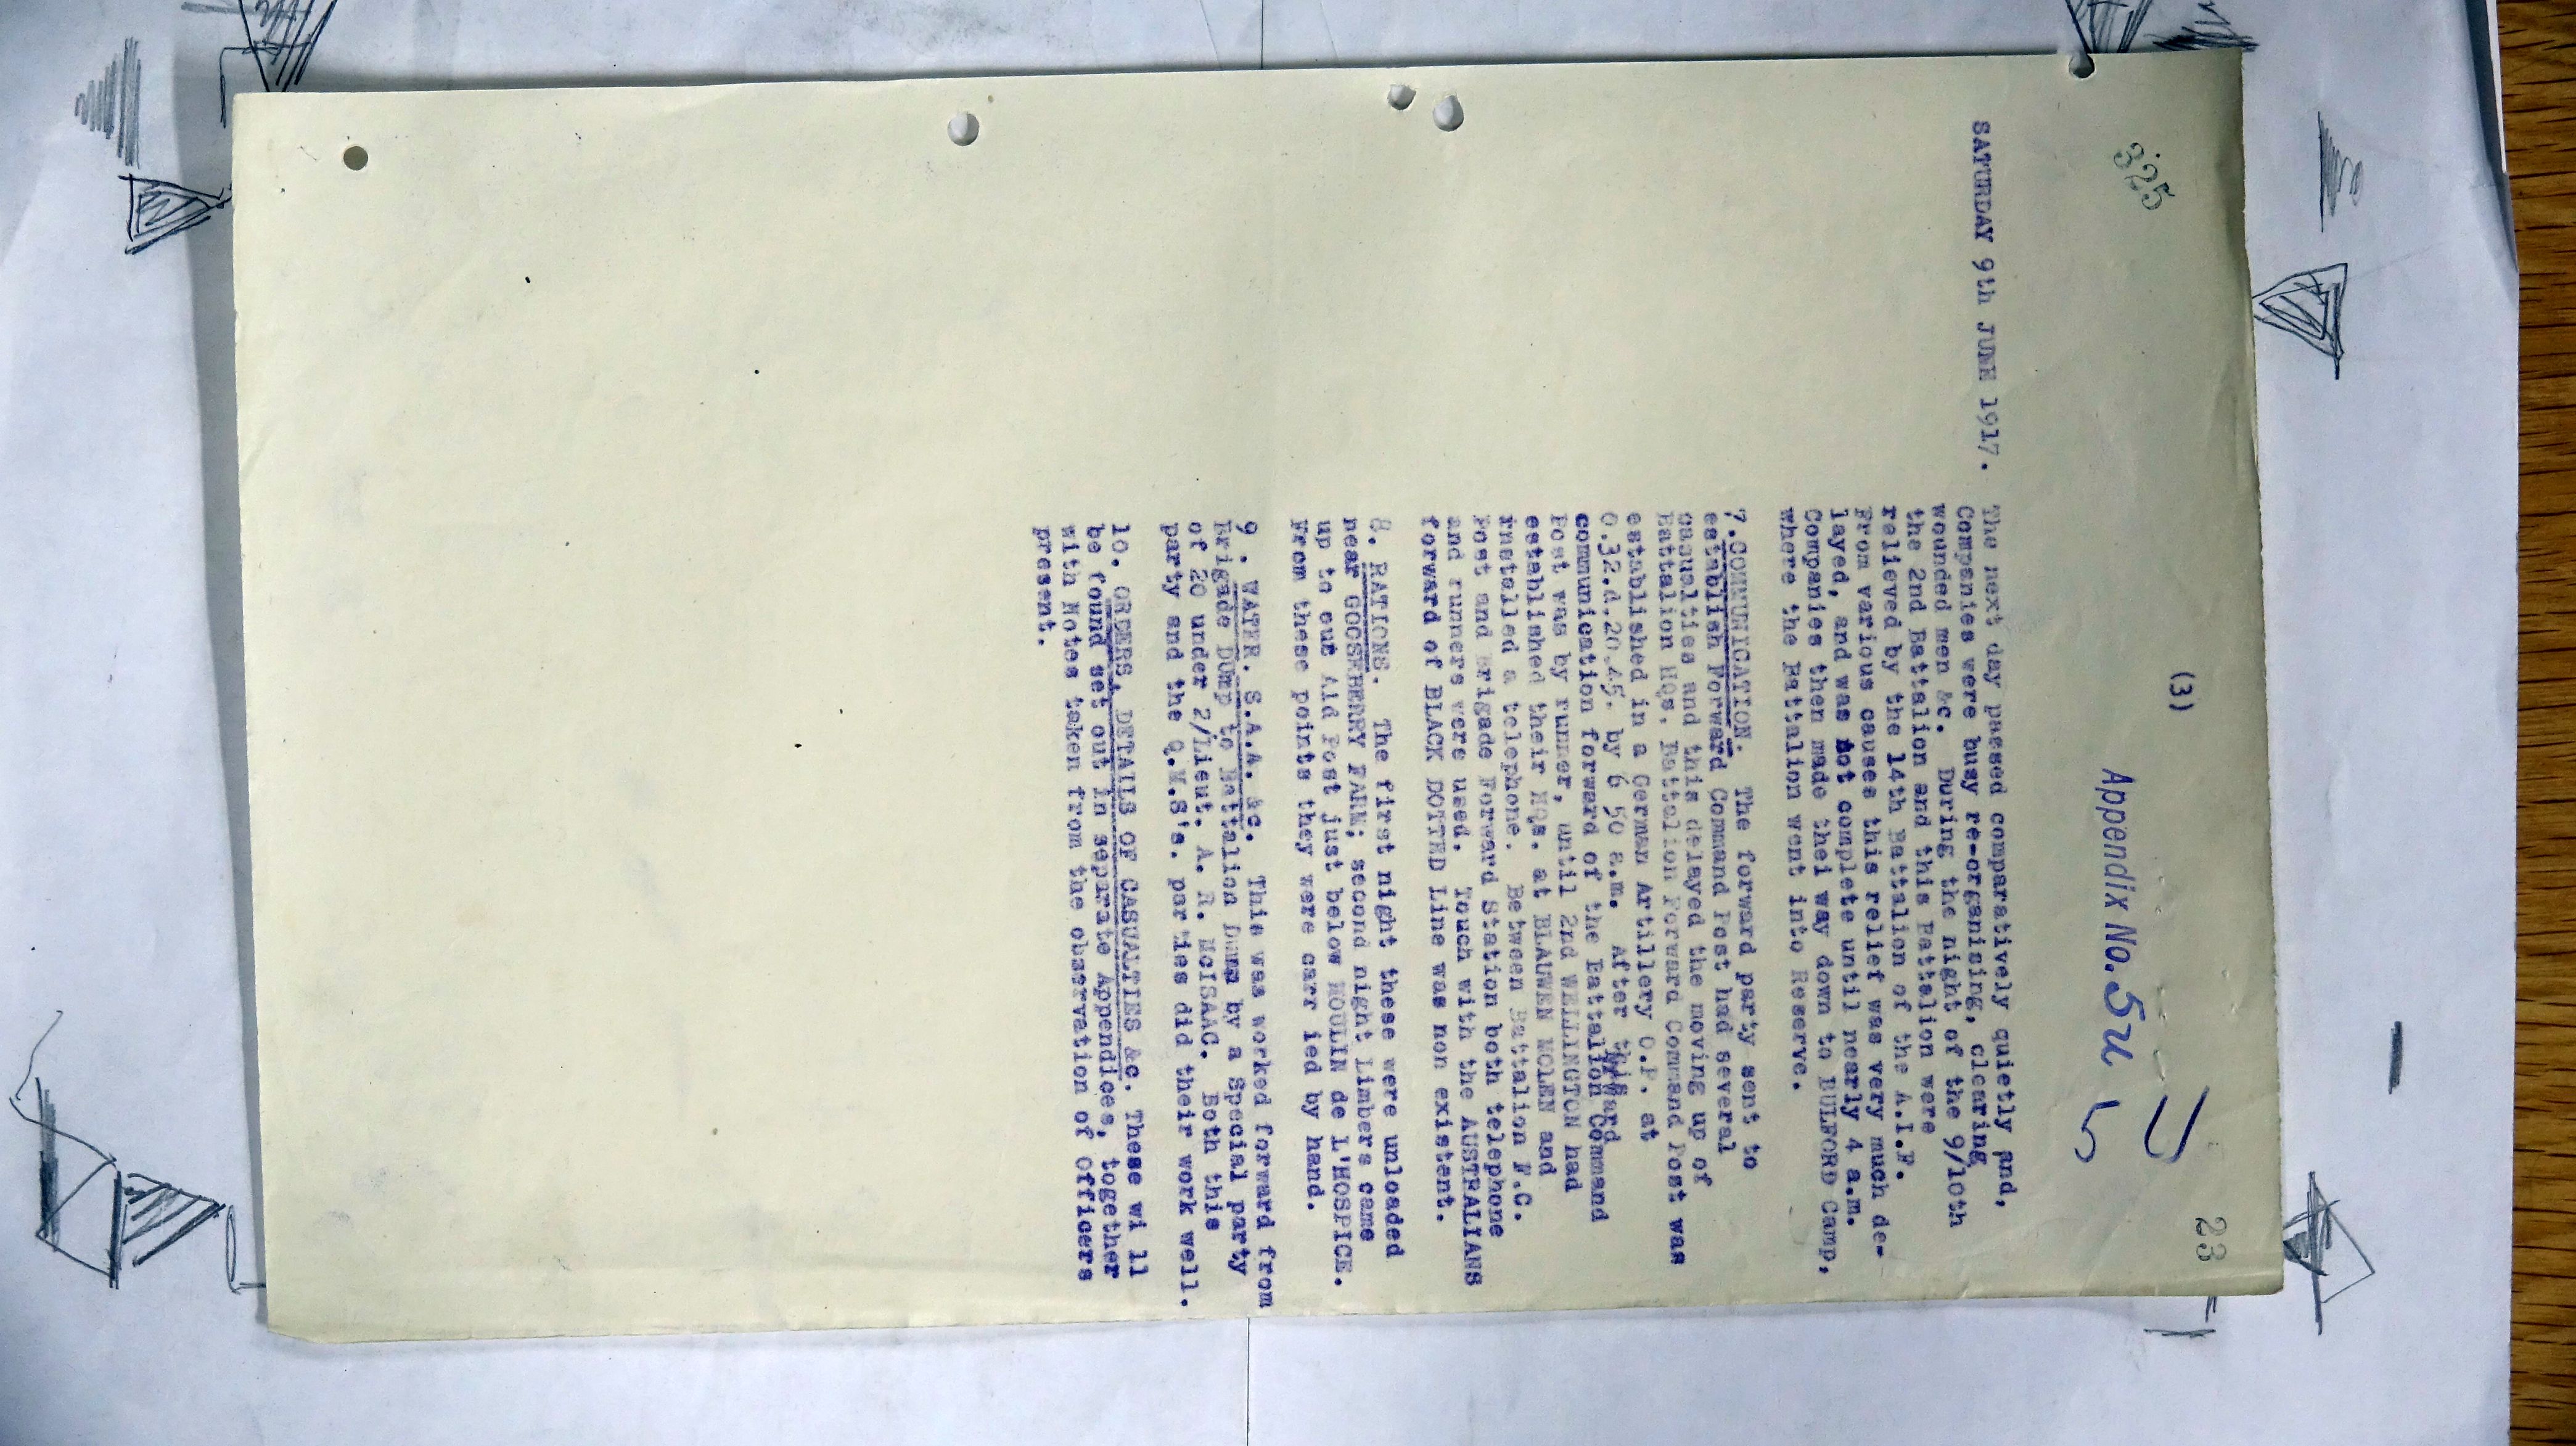 325
(3)
23
Appendix No. 5u
SATURDAY 9th JUNE 1917.
The next day passed comparatively quietly and,
Companies were busy re-organising, clearing
wounded men &c. During the night of the 9/10th
the 2nd Battalion and this Battalion were
relieved by the 14th Battalion of the A.I.F.
From various causes this relief was very much de-
layed, and was not complete until nearly 4 a.m.
Companies then made thei way down to BULFORD Camp,
where the Battalion went into Reserve.
7.COMMUNICATION. The forward party sent to
establish Forward Command Post had several
casualties and this delayed the moving up of
Battalion HQs. Battalion Forward Command Post was
established in a German Artillery O.P. at
O.32.d.20.45. by 6 50 a.m. After this
communication forward of the Battalion Command
Post was by runner, until 2nd WELLINGTON had
established their HQs. at BLAUWEN MOLEN and
installed a telephone. Between Battalion F.C.
Post and Brigade Forward Station both telephone
and runners were used. Touch with the AUSTRALIANS
forward of BLACK DOTTED Line was non existent.
8. RATIONS. The first night these were unloaded
near GOOSEBERRY FARM; second night Limbers came
up to our Aid Post just below MOULIN de L'HOSPICE.
From these points they were carr ied by hand.
9 . WATER. S.A.A. &c. This was worked forward from
Brigade DUmp to Battalion Dump by a Special party
of 20 under 2/Lieut. A. R. McISAAC. Both this
party and the Q.M.S's. parties did their work well.
10. ORDERS, DETAILS OF CASUALTIES &c. These wi ll
be found set out in separate Appendices, together
with Notes taken from the observation of Officers
present.